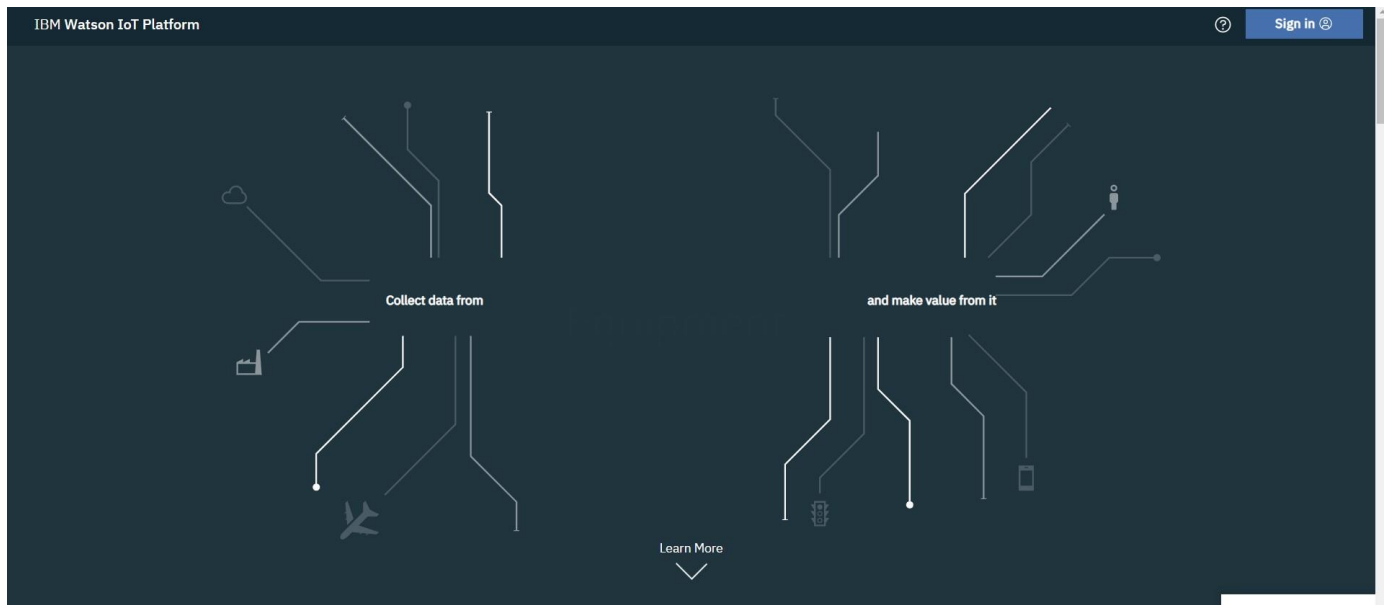 IBM Watson IoT Platform
Sign in
Collect data from
and make value from it
Learn More